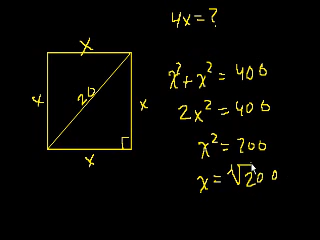 4x = ?
x
x
20
x
x
x² + x² = 400
2x² = 400
x² = 200
x = √200